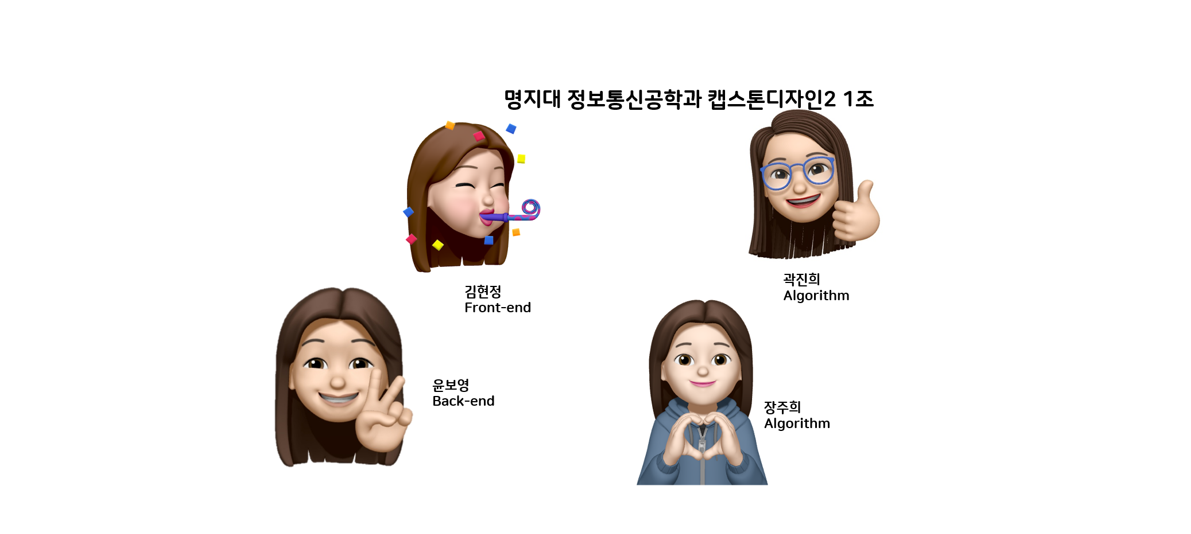 명지대 정보통신공학과 캡스톤디자인2 1조
김현정
Front-end
곽진희
Algorithm
윤보영
Back-end
장주희
Algorithm